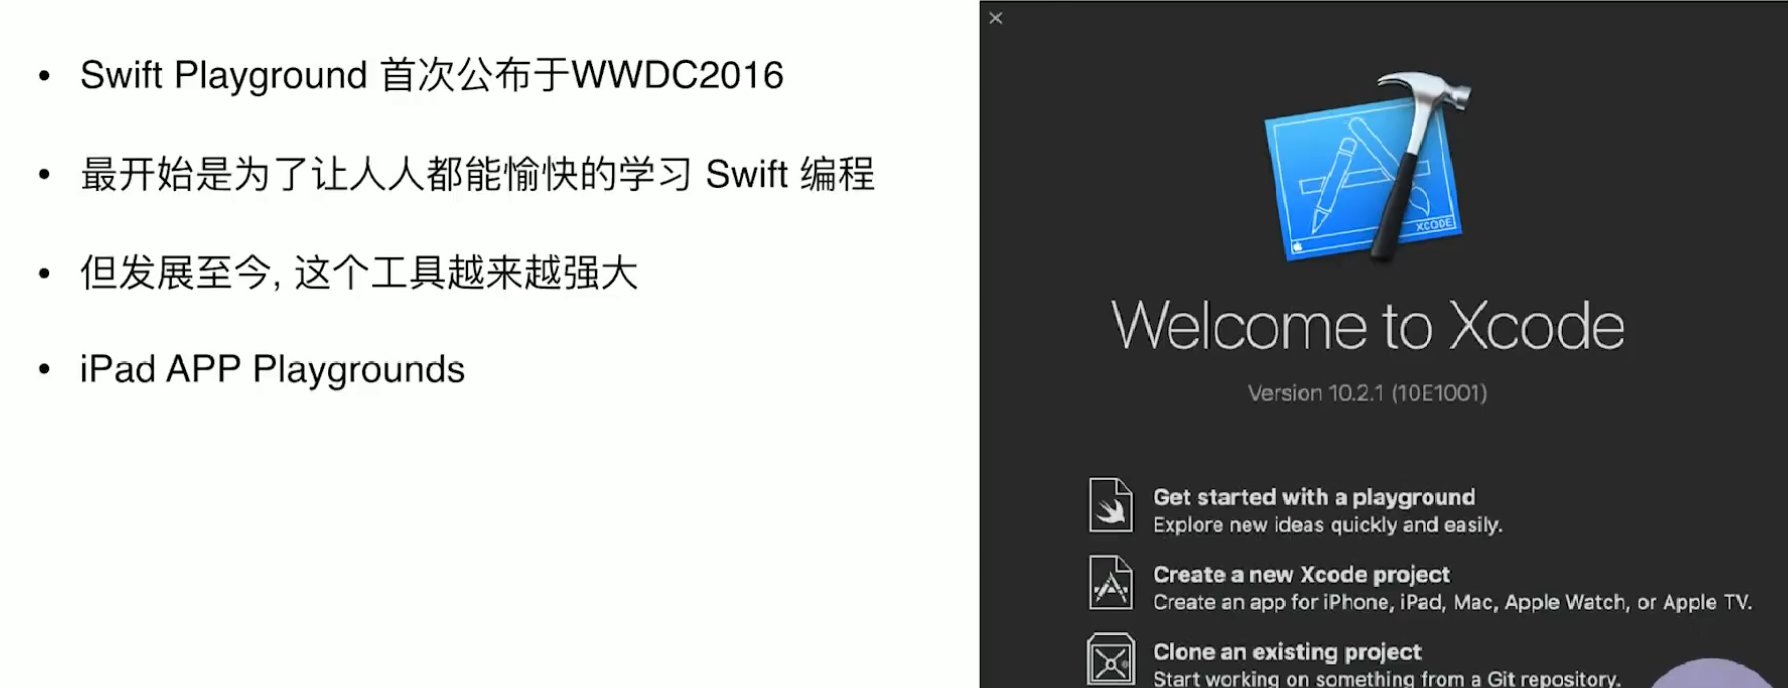 • Swift Playground 首次公布于WWDC2016
• 最开始是为了让人人都能愉快的学习 Swift 编程
• 但发展至今, 这个工具越来越强大
• iPad APP Playgrounds
XCODE
Welcome to Xcode
Version 10.2.1 (10E1001)
Get started with a playground
Explore new ideas quickly and easily.
Create a new Xcode project
Create an app for iPhone, iPad, Mac, Apple Watch, or Apple TV.
Clone an existing project
Start working on something from a Git repository.